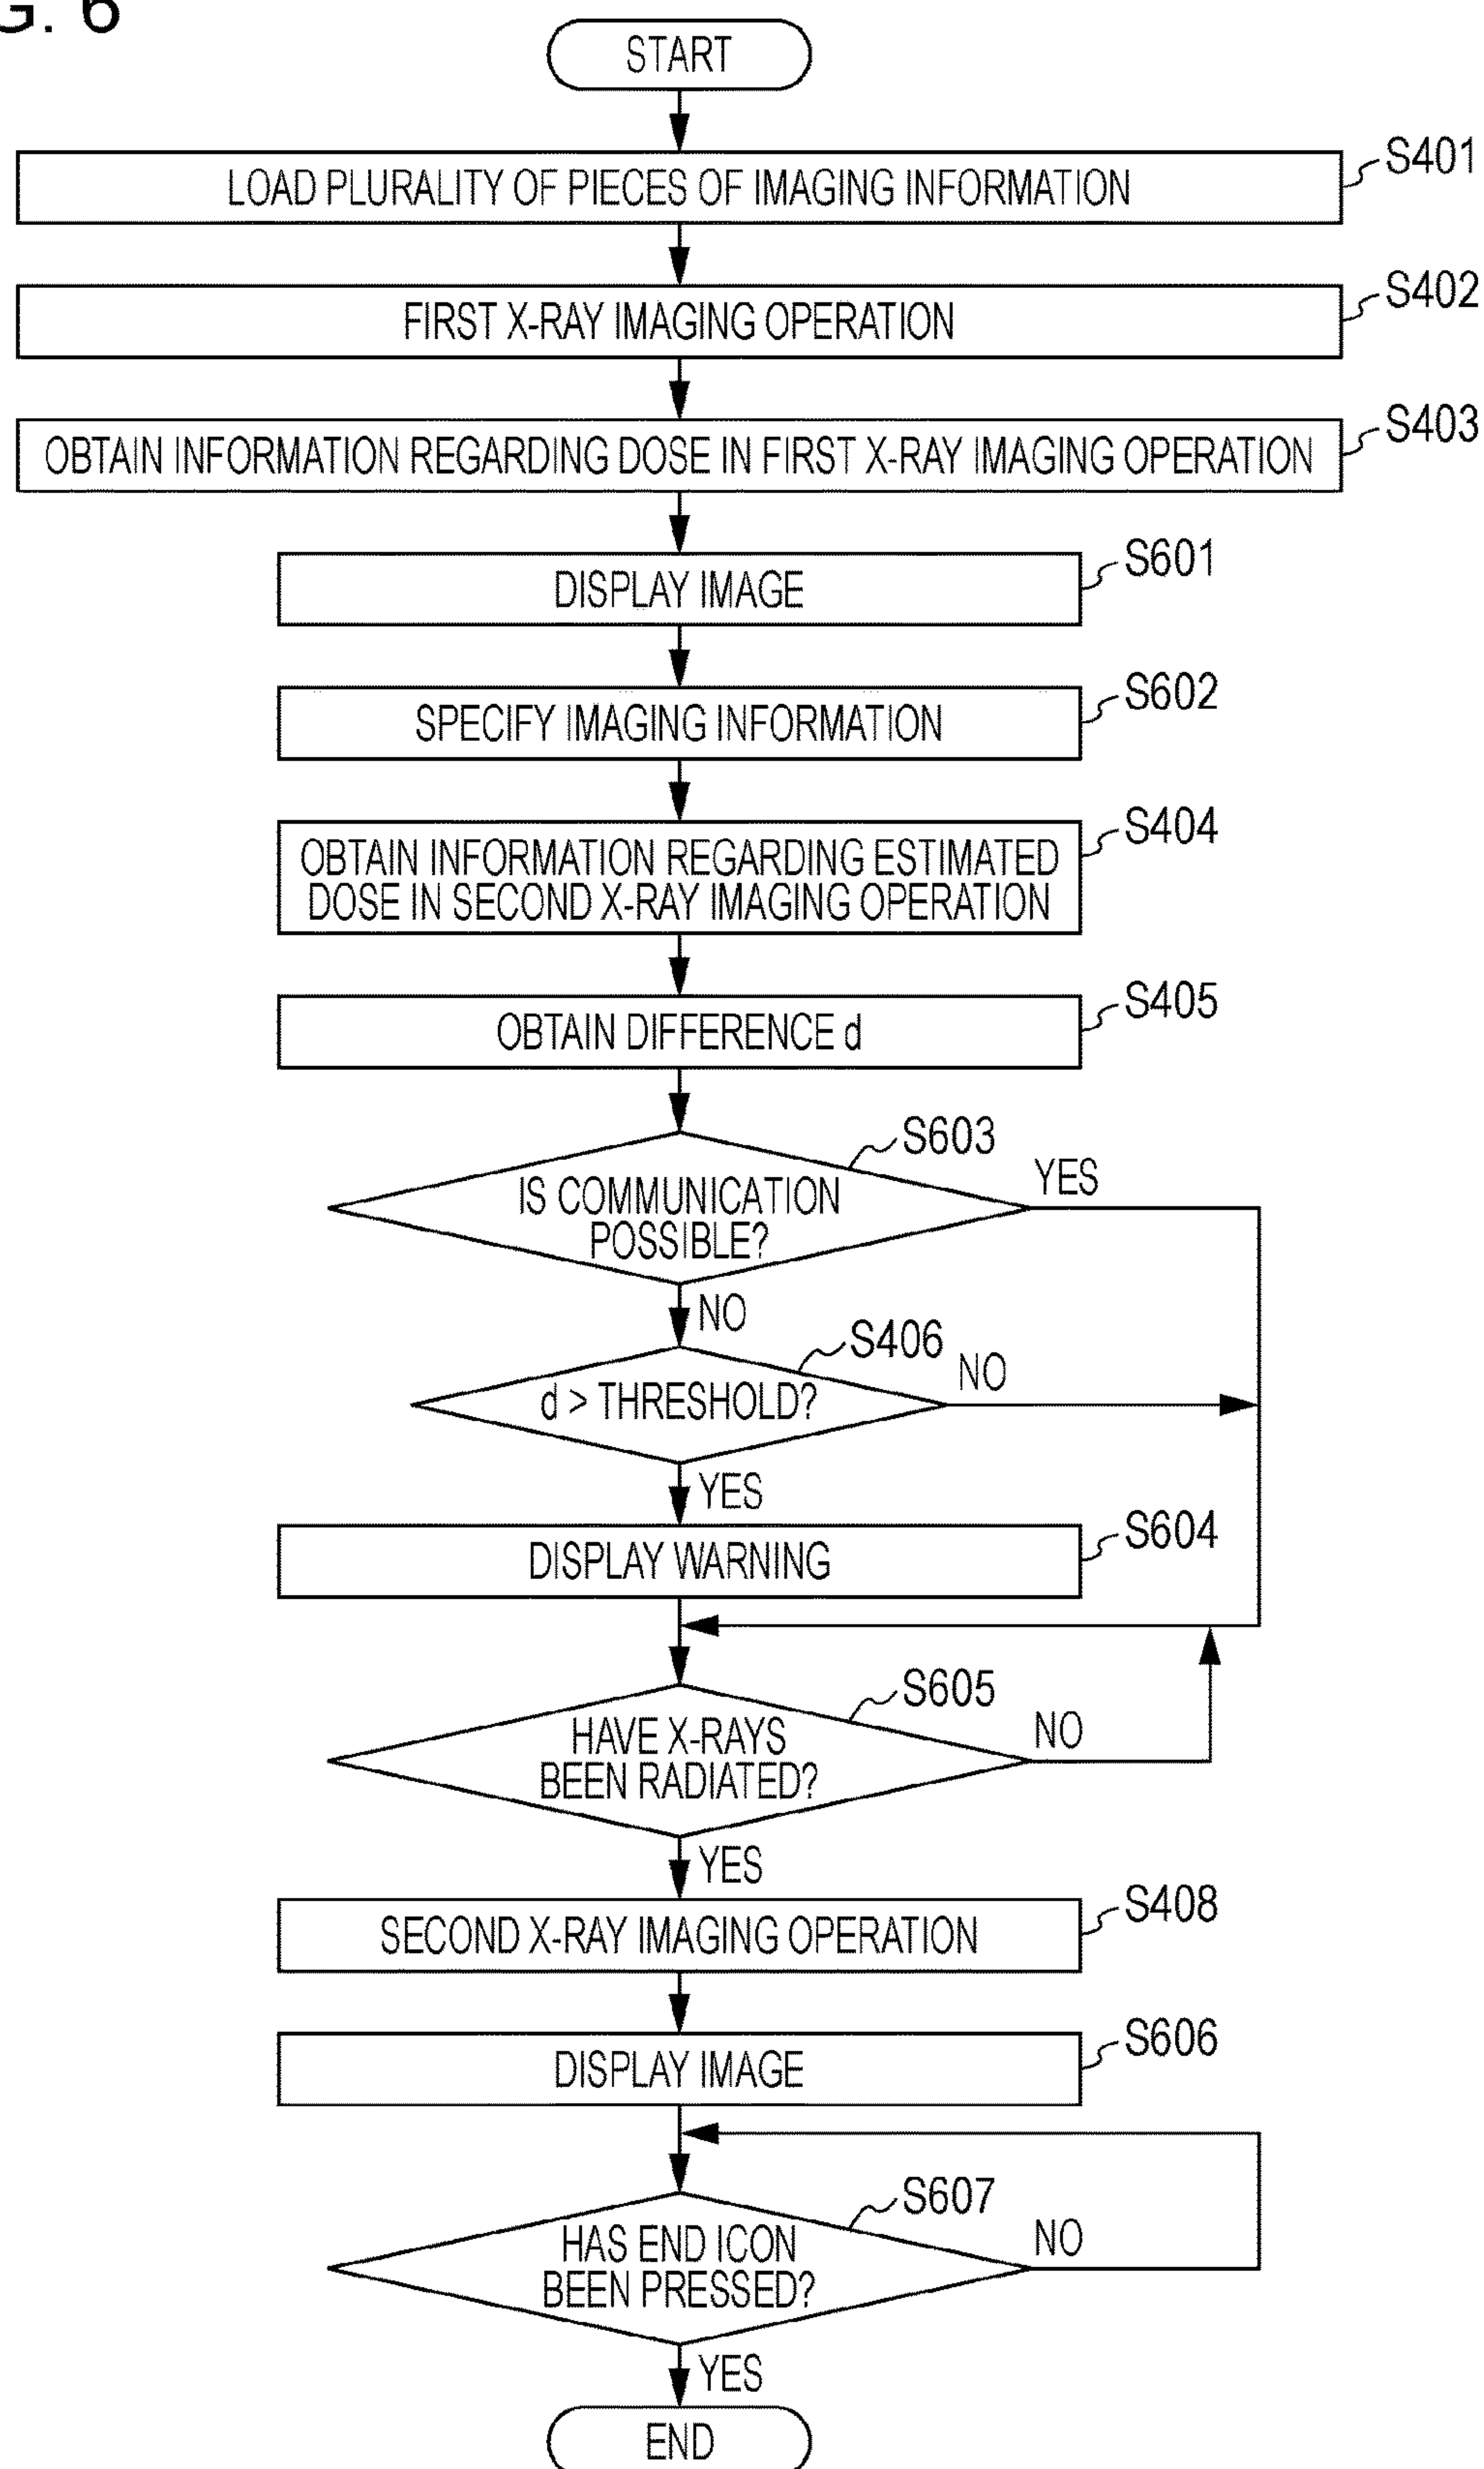 G. 6
START
LOAD PLURALITY OF PIECES OF IMAGING INFORMATION
S401
FIRST X-RAY IMAGING OPERATION
S402
OBTAIN INFORMATION REGARDING DOSE IN FIRST X-RAY IMAGING OPERATION
S403
DISPLAY IMAGE
S601
SPECIFY IMAGING INFORMATION
S602
OBTAIN INFORMATION REGARDING ESTIMATED
DOSE IN SECOND X-RAY IMAGING OPERATION
S404
OBTAIN DIFFERENCE d
S405
S603
IS COMMUNICATION
POSSIBLE?
YES
NO
S406
d > THRESHOLD?
NO
YES
DISPLAY WARNING
S604
S605
HAVE X-RAYS
BEEN RADIATED?
NO
YES
SECOND X-RAY IMAGING OPERATION
S408
DISPLAY IMAGE
S606
S607
HAS END ICON
BEEN PRESSED?
NO
YES
END